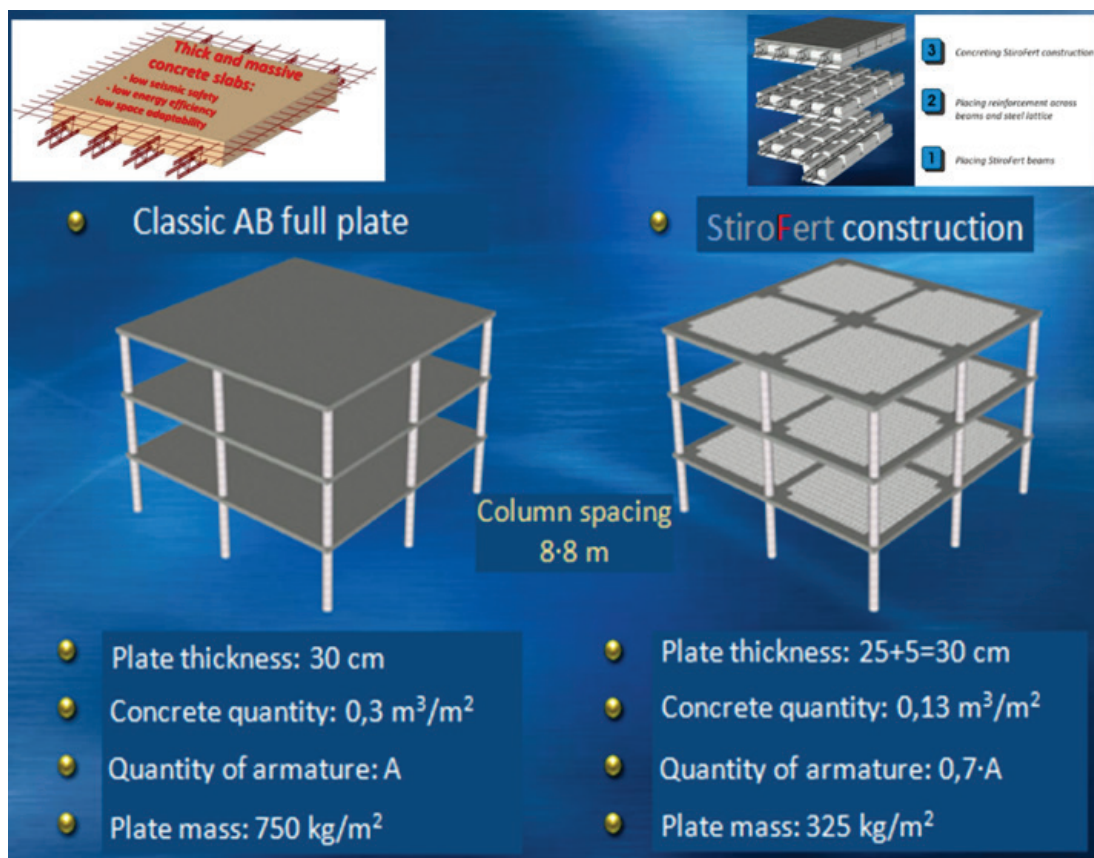 Thick and massive
concrete slabs:
- low seismic safety
- low energy efficiency
- low space adaptability
3 Concreting StiroFert construction
2 Placing reinforcement across
beams and steel lattice
1 Placing StiroFert beams
Classic AB full plate
StiroFert construction
Column spacing
8·8 m
Plate thickness: 30 cm
Concrete quantity: 0,3 m³/m²
Quantity of armature: A
Plate mass: 750 kg/m²
Plate thickness: 25+5=30 cm
Concrete quantity: 0,13 m³/m²
Quantity of armature: 0,7·A
Plate mass: 325 kg/m²